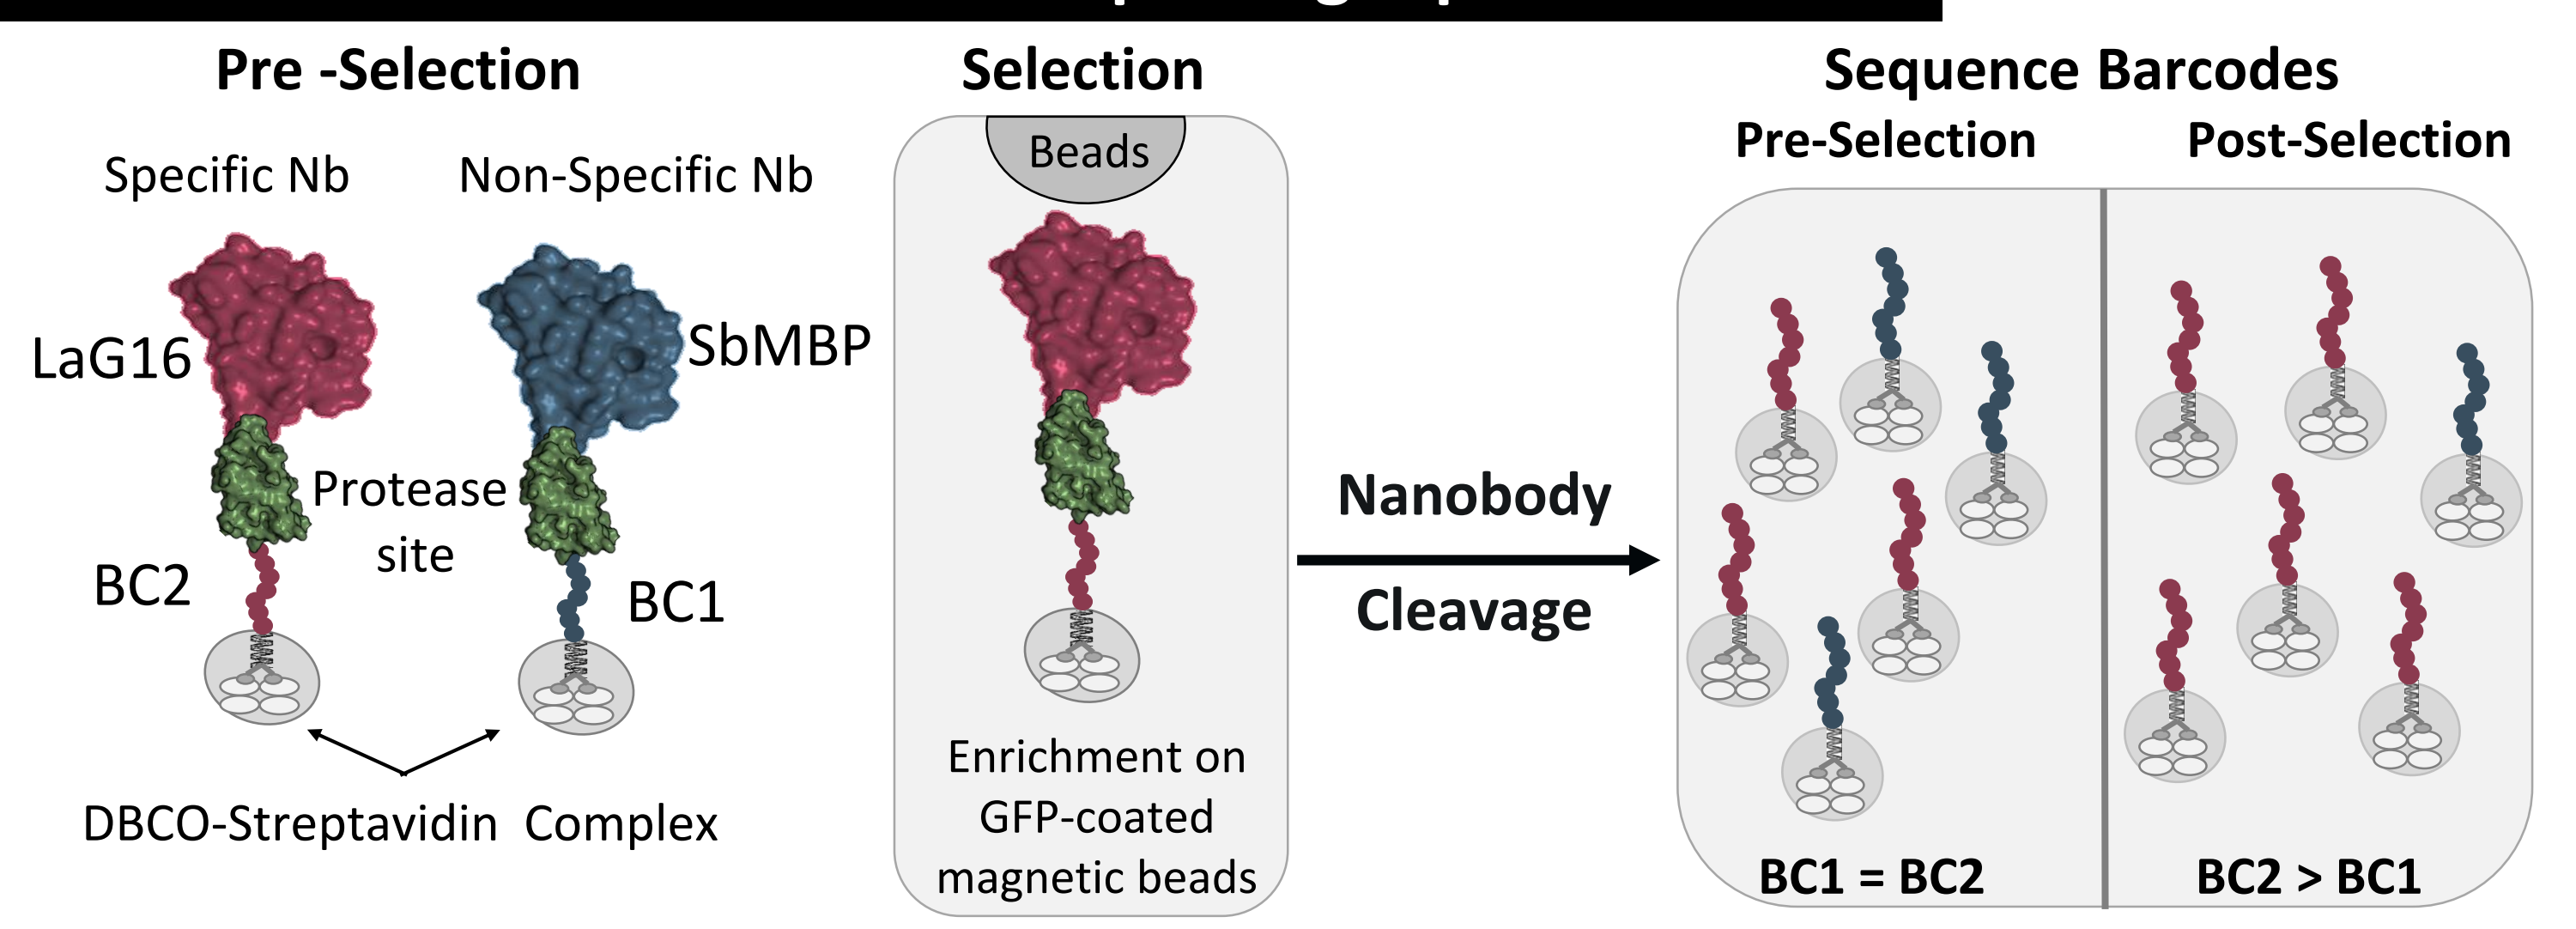 Pre -Selection
Specific Nb
Non-Specific Nb
LaG16
SbMBP
Protease
site
BC2
BC1
DBCO-Streptavidin Complex
Selection
Beads
Enrichment on
GFP-coated
magnetic beads
Nanobody
Cleavage
Sequence Barcodes
Pre-Selection
Post-Selection
BC1 = BC2
BC2 > BC1